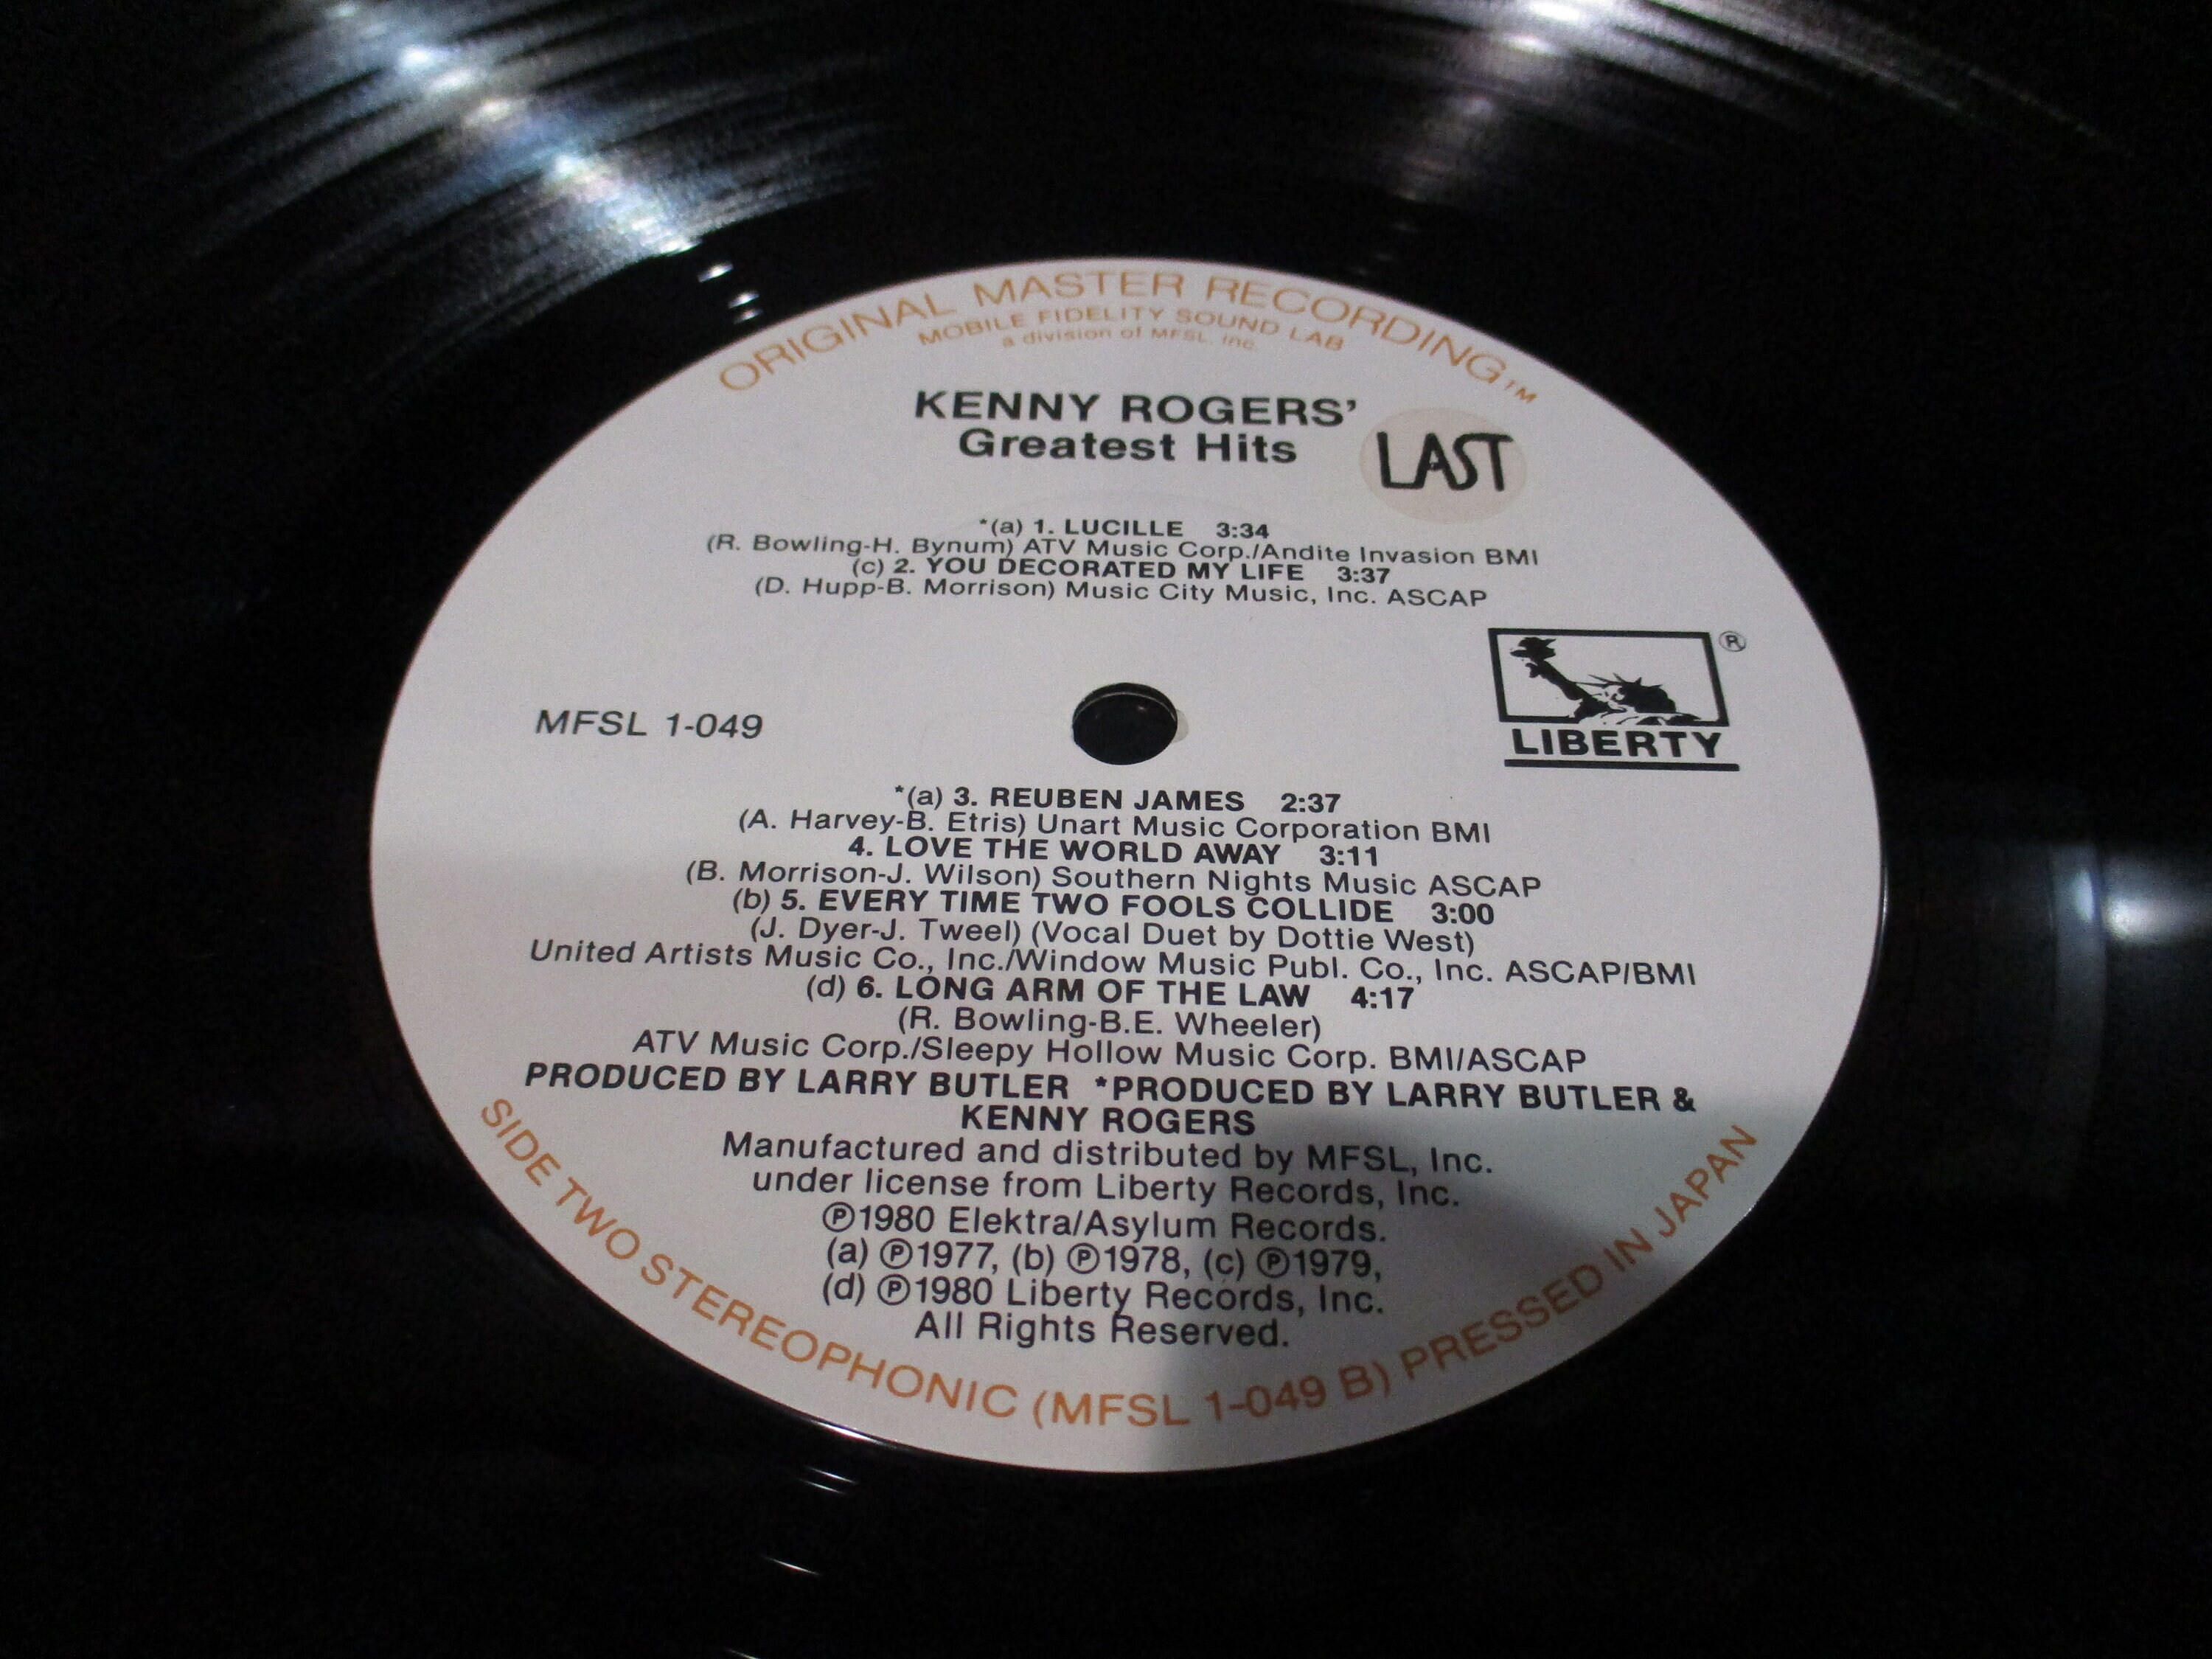 ORIGINAL MASTER RECORDING™
MOBILE FIDELITY SOUND LAB
a division of MFSL, Inc.
KENNY ROGERS'
Greatest Hits
LAST
*(a) 1. LUCILLE 3:34
(R. Bowling-H. Bynum) ATV Music Corp./Andite Invasion BMI
(c) 2. YOU DECORATED MY LIFE 3:37
(D. Hupp-B. Morrison) Music City Music, Inc. ASCAP
®
LIBERTY
MFSL 1-049
*(a) 3. REUBEN JAMES 2:37
(A. Harvey-B. Etris) Unart Music Corporation BMI
4. LOVE THE WORLD AWAY 3:11
(B. Morrison-J. Wilson) Southern Nights Music ASCAP
(b) 5. EVERY TIME TWO FOOLS COLLIDE 3:00
(J. Dyer-J. Tweel) (Vocal Duet by Dottie West)
United Artists Music Co., Inc./Window Music Publ. Co., Inc. ASCAP/BMI
(d) 6. LONG ARM OF THE LAW 4:17
(R. Bowling-B.E. Wheeler)
ATV Music Corp./Sleepy Hollow Music Corp. BMI/ASCAP
PRODUCED BY LARRY BUTLER *PRODUCED BY LARRY BUTLER &
KENNY ROGERS
Manufactured and distributed by MFSL, Inc.
under license from Liberty Records, Inc.
℗1980 Elektra/Asylum Records.
(a) ℗1977, (b) ℗1978, (c) ℗1979,
(d) ℗1980 Liberty Records, Inc.
All Rights Reserved.
SIDE TWO STEREOPHONIC (MFSL 1-049 B) PRESSED IN JAPAN